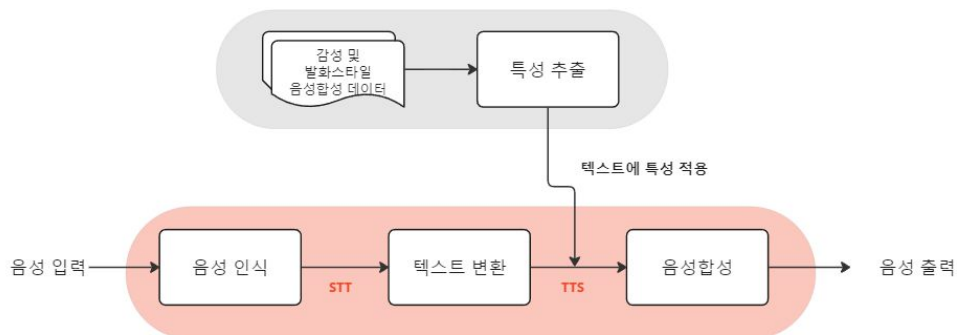 감성 및
발화스타일
음성합성 데이터
특성 추출
텍스트에 특성 적용
음성 입력
음성 인식
STT
텍스트 변환
TTS
음성합성
음성 출력